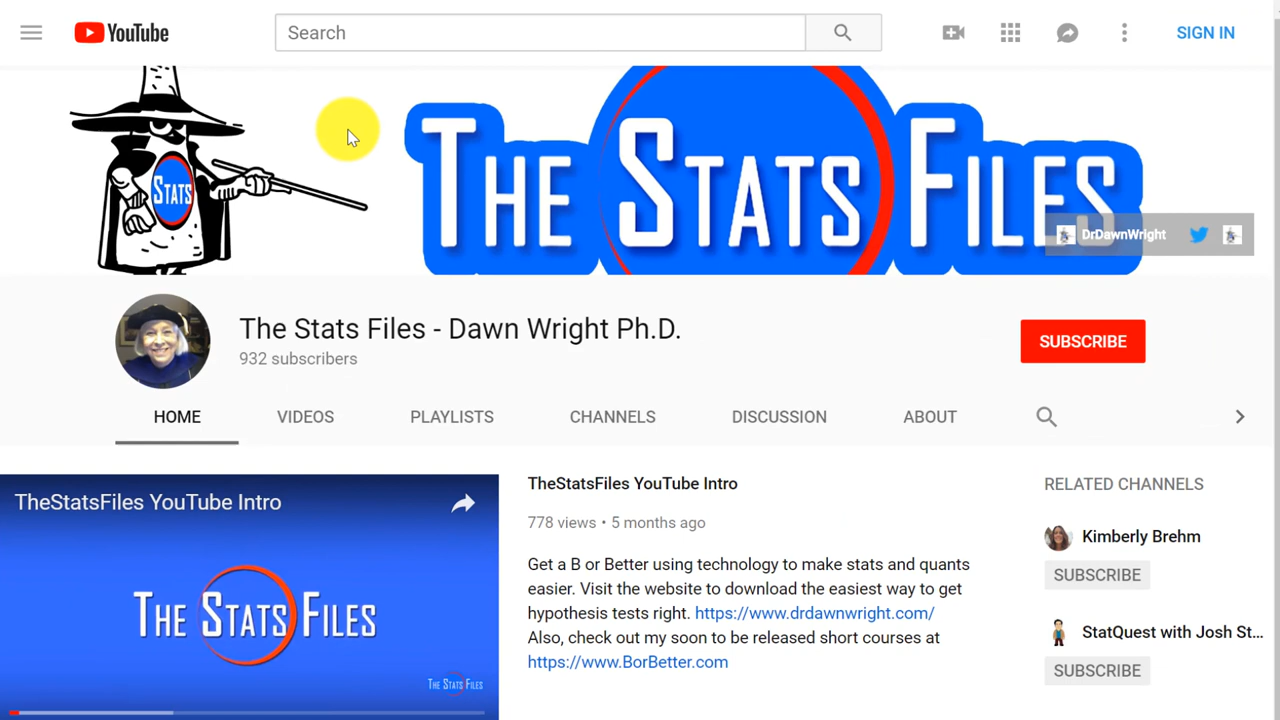 YouTube
Search
SIGN IN
STATS
THE STATS FILES
DrDawnWright
The Stats Files - Dawn Wright Ph.D.
932 subscribers
SUBSCRIBE
HOME
VIDEOS
PLAYLISTS
CHANNELS
DISCUSSION
ABOUT
TheStatsFiles YouTube Intro
THE STATS FILES
THE STATS FILES
TheStatsFiles YouTube Intro
778 views • 5 months ago
Get a B or Better using technology to make stats and quants
easier. Visit the website to download the easiest way to get
hypothesis tests right. https://www.drdawnwright.com/
Also, check out my soon to be released short courses at
https://www.BorBetter.com
RELATED CHANNELS
Kimberly Brehm
SUBSCRIBE
StatQuest with Josh St...
SUBSCRIBE